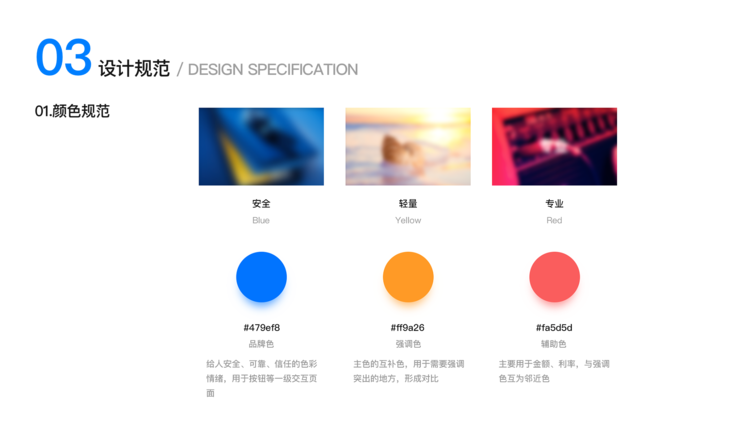 03 设计规范 / DESIGN SPECIFICATION
01.颜色规范
安全
Blue
轻量
Yellow
专业
Red
#479ef8
品牌色
给人安全、可靠、信任的色彩
情绪，用于按钮等一级交互页
面
#ff9a26
强调色
主色的互补色，用于需要强调
突出的地方，形成对比
#fa5d5d
辅助色
主要用于金额、利率，与强调
色互为邻近色